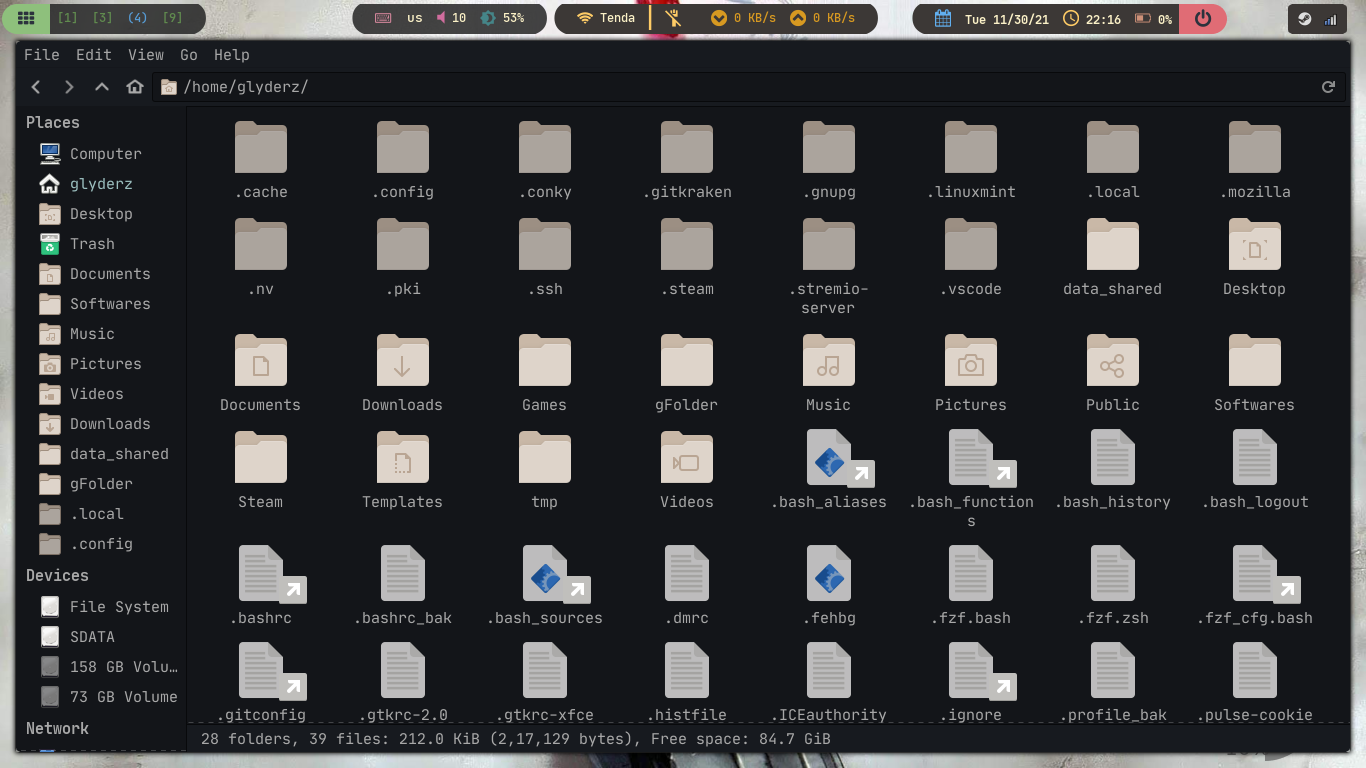 [1] [3] (4) [9] us 10 53% Tenda 0 KB/s 0 KB/s Tue 11/30/21 22:16 0%
File Edit View Go Help
/home/glyderz/
Places
Computer
glyderz
Desktop
Trash
Documents
Softwares
Music
Pictures
Videos
Downloads
data_shared
gFolder
.local
.config
Devices
File System
SDATA
158 GB Volu…
73 GB Volume
Network
.cache .config .conky .gitkraken .gnupg .linuxmint .local .mozilla
.nv .pki .ssh .steam .stremio-server .vscode data_shared Desktop
Documents Downloads Games gFolder Music Pictures Public Softwares
Steam Templates tmp Videos .bash_aliases .bash_functions .bash_history .bash_logout
.bashrc .bashrc_bak .bash_sources .dmrc .fehbg .fzf.bash .fzf.zsh .fzf_cfg.bash
.gitconfig .gtkrc-2.0 .gtkrc-xfce .histfile .ICEauthority .ignore .profile_bak .pulse-cookie
28 folders, 39 files: 212.0 KiB (2,17,129 bytes), Free space: 84.7 GiB